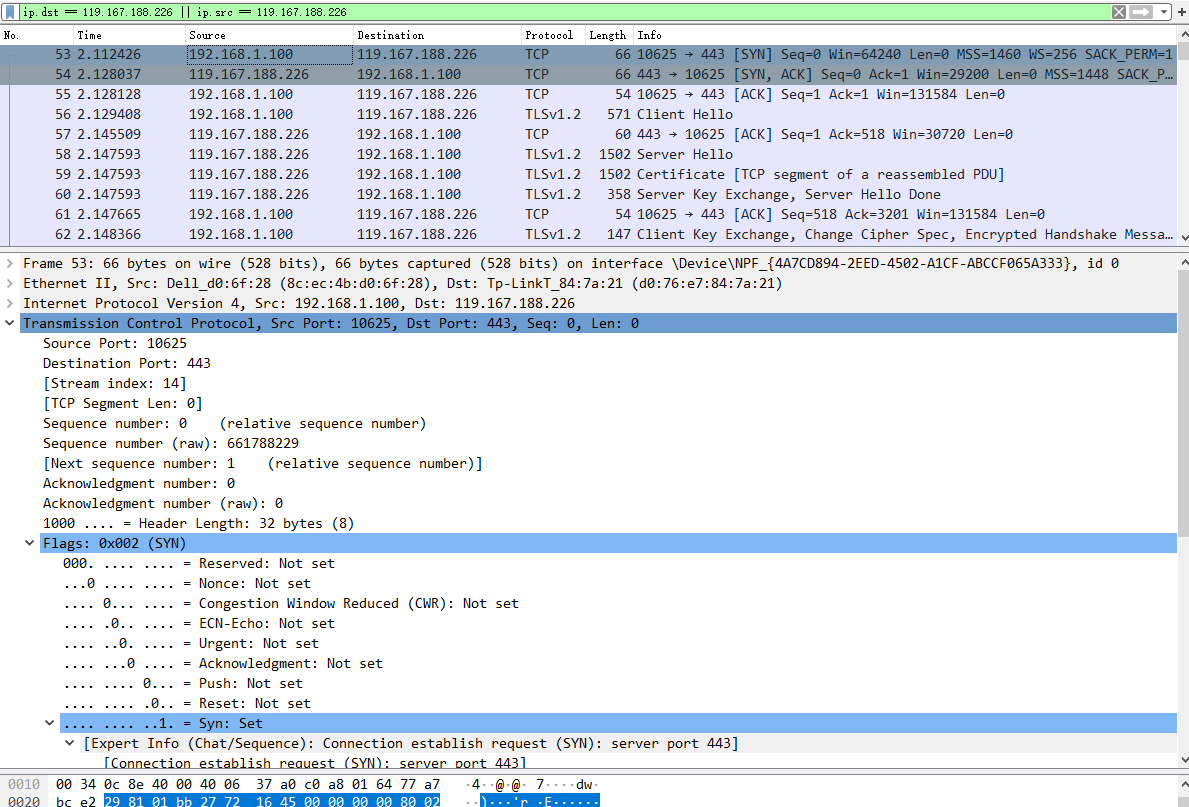 ip.dst == 119.167.188.226 || ip.src == 119.167.188.226
No. Time Source Destination Protocol Length Info
53 2.112426 192.168.1.100 119.167.188.226 TCP 66 10625 → 443 [SYN] Seq=0 Win=64240 Len=0 MSS=1460 WS=256 SACK_PERM=1
54 2.128037 119.167.188.226 192.168.1.100 TCP 66 443 → 10625 [SYN, ACK] Seq=0 Ack=1 Win=29200 Len=0 MSS=1448 SACK_P…
55 2.128128 192.168.1.100 119.167.188.226 TCP 54 10625 → 443 [ACK] Seq=1 Ack=1 Win=131584 Len=0
56 2.129408 192.168.1.100 119.167.188.226 TLSv1.2 571 Client Hello
57 2.145509 119.167.188.226 192.168.1.100 TCP 60 443 → 10625 [ACK] Seq=1 Ack=518 Win=30720 Len=0
58 2.147593 119.167.188.226 192.168.1.100 TLSv1.2 1502 Server Hello
59 2.147593 119.167.188.226 192.168.1.100 TLSv1.2 1502 Certificate [TCP segment of a reassembled PDU]
60 2.147593 119.167.188.226 192.168.1.100 TLSv1.2 358 Server Key Exchange, Server Hello Done
61 2.147665 192.168.1.100 119.167.188.226 TCP 54 10625 → 443 [ACK] Seq=518 Ack=3201 Win=131584 Len=0
62 2.148366 192.168.1.100 119.167.188.226 TLSv1.2 147 Client Key Exchange, Change Cipher Spec, Encrypted Handshake Messa…
Frame 53: 66 bytes on wire (528 bits), 66 bytes captured (528 bits) on interface \Device\NPF_{4A7CD894-2EED-4502-A1CF-ABCCF065A333}, id 0
Ethernet II, Src: Dell_d0:6f:28 (8c:ec:4b:d0:6f:28), Dst: Tp-LinkT_84:7a:21 (d0:76:e7:84:7a:21)
Internet Protocol Version 4, Src: 192.168.1.100, Dst: 119.167.188.226
Transmission Control Protocol, Src Port: 10625, Dst Port: 443, Seq: 0, Len: 0
Source Port: 10625
Destination Port: 443
[Stream index: 14]
[TCP Segment Len: 0]
Sequence number: 0 (relative sequence number)
Sequence number (raw): 661788229
[Next sequence number: 1 (relative sequence number)]
Acknowledgment number: 0
Acknowledgment number (raw): 0
1000 .... = Header Length: 32 bytes (8)
Flags: 0x002 (SYN)
000. .... .... = Reserved: Not set
...0 .... .... = Nonce: Not set
.... 0... .... = Congestion Window Reduced (CWR): Not set
.... .0.. .... = ECN-Echo: Not set
.... ..0. .... = Urgent: Not set
.... ...0 .... = Acknowledgment: Not set
.... .... 0... = Push: Not set
.... .... .0.. = Reset: Not set
.... .... ..1. = Syn: Set
[Expert Info (Chat/Sequence): Connection establish request (SYN): server port 443]
[Connection establish request (SYN): server port 443]
0010 00 34 0c 8e 40 00 40 06 37 a0 c0 a8 01 64 77 a7 ·4··@·@· 7····dw·
0020 bc e2 29 81 01 bb 27 72 16 45 00 00 00 00 80 02 ··)···'r ·E······